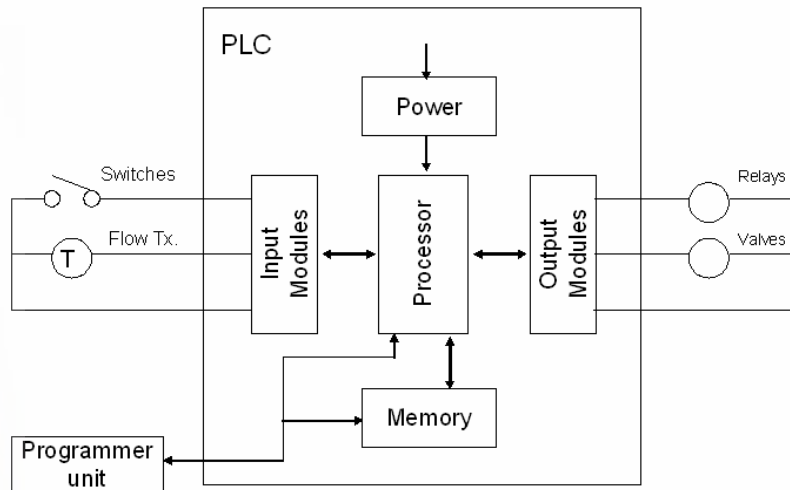 PLC
Power
Switches
Relays
Flow Tx.
Valves
T
Input
Modules
Processor
Output
Modules
Memory
Programmer
unit